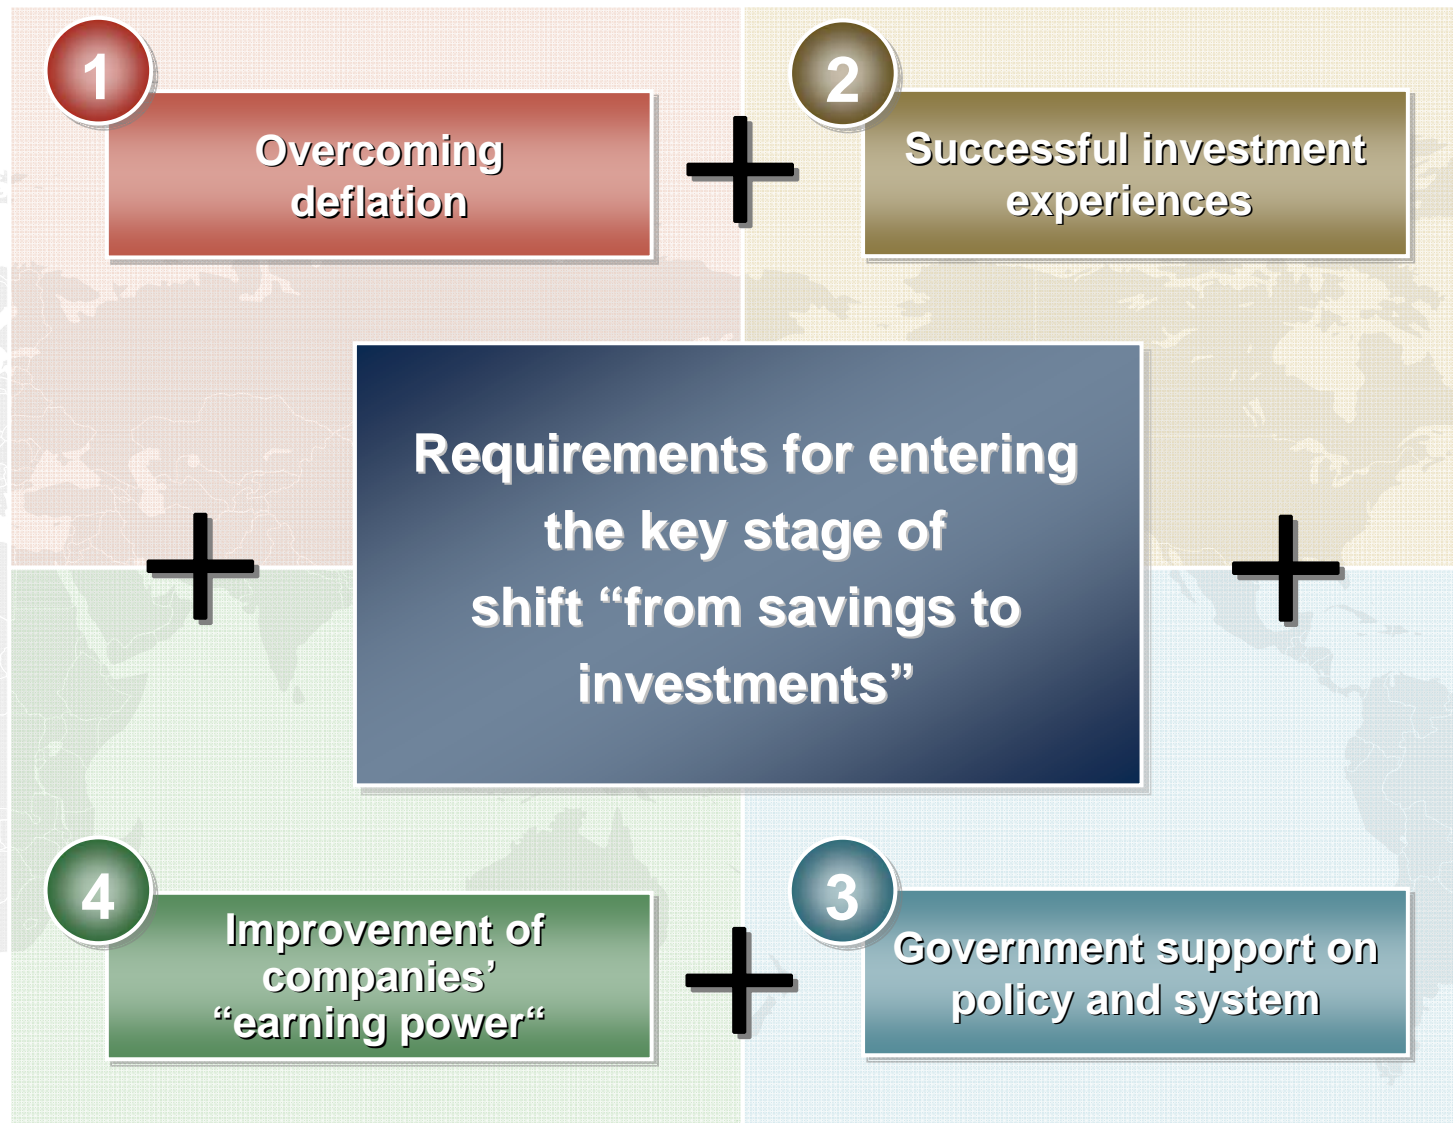 1
Overcoming
deflation
+
2
Successful investment
experiences
Requirements for entering
the key stage of
shift “from savings to
investments”
+
+
4
Improvement of
companies’
“earning power“
+
3
Government support on
policy and system